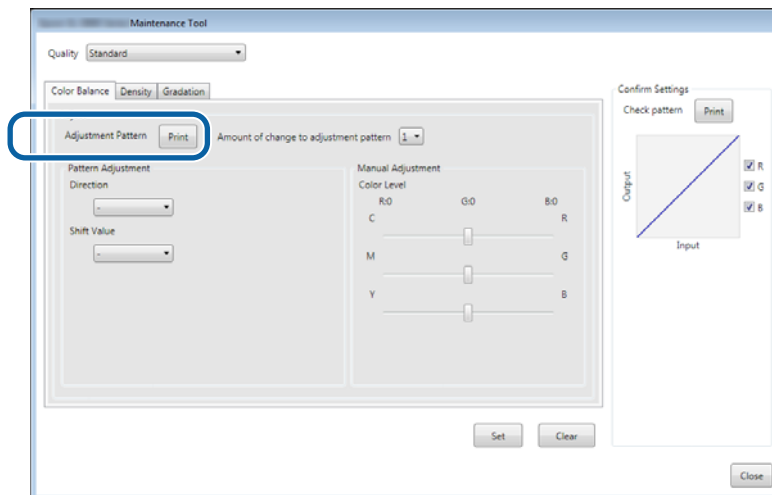 Maintenance Tool
Quality Standard
Color Balance Density Gradation
Adjustment Pattern Print Amount of change to adjustment pattern 1
Pattern Adjustment
Direction
-
Shift Value
-
Manual Adjustment
Color Level
R:0 G:0 B:0
C R
M G
Y B
Set Clear
Confirm Settings
Check pattern Print
Output
R
G
B
Input
Close